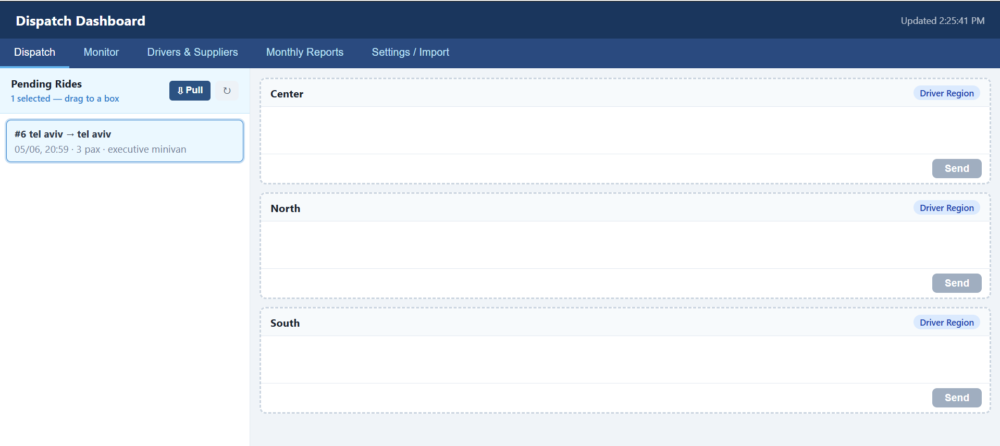 Dispatch Dashboard
Updated 2:25:41 PM
Dispatch Monitor Drivers & Suppliers Monthly Reports Settings / Import
Pending Rides
1 selected — drag to a box
⇩ Pull ↻
#6 tel aviv → tel aviv
05/06, 20:59 · 3 pax · executive minivan
Center
Driver Region
Send
North
Driver Region
Send
South
Driver Region
Send